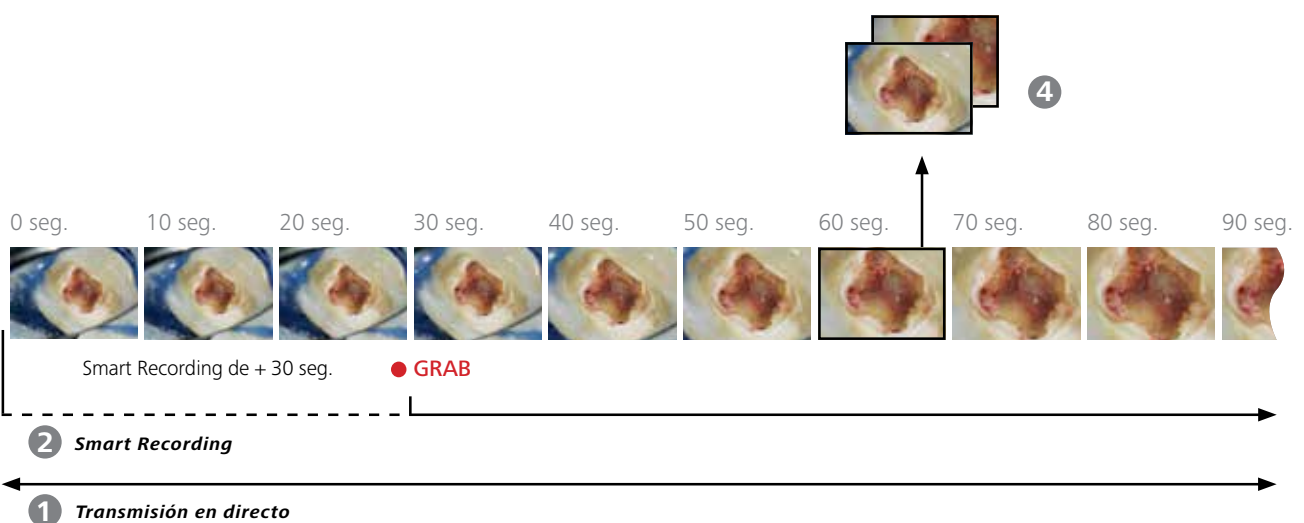 4
0 seg. 10 seg. 20 seg. 30 seg. 40 seg. 50 seg. 60 seg. 70 seg. 80 seg. 90 seg.
Smart Recording de + 30 seg. GRAB
2 Smart Recording
1 Transmisión en directo